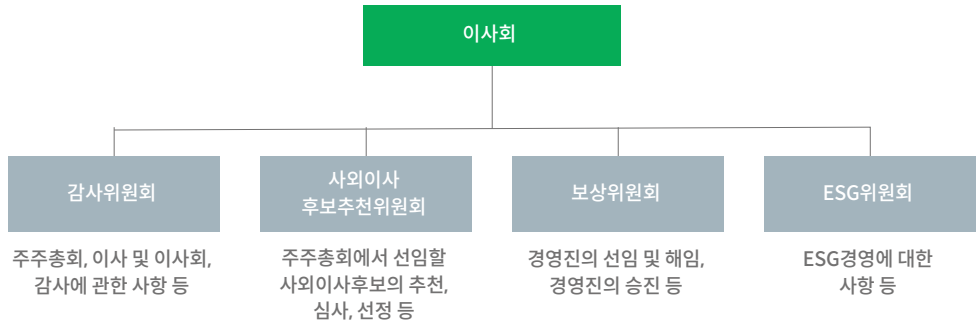 이사회
감사위원회
사외이사
후보추천위원회
보상위원회
ESG위원회
주주총회, 이사 및 이사회,
감사에 관한 사항 등
주주총회에서 선임할
사외이사후보의 추천,
심사, 선정 등
경영진의 선임 및 해임,
경영진의 승진 등
ESG경영에 대한
사항 등